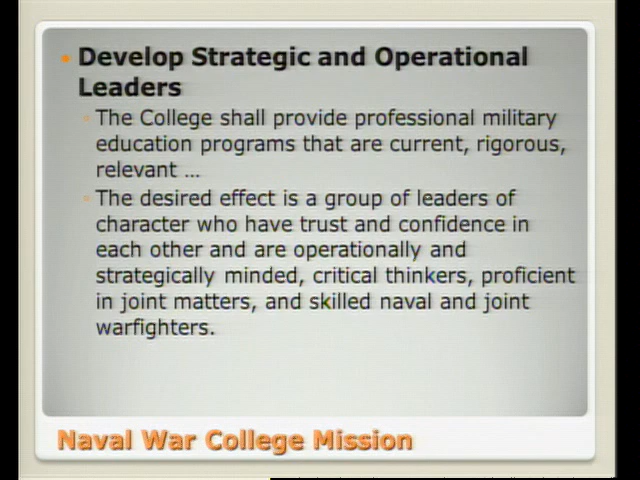 Develop Strategic and Operational
Leaders
The College shall provide professional military
education programs that are current, rigorous,
relevant ...
The desired effect is a group of leaders of
character who have trust and confidence in
each other and are operationally and
strategically minded, critical thinkers, proficient
in joint matters, and skilled naval and joint
warfighters.
Naval War College Mission